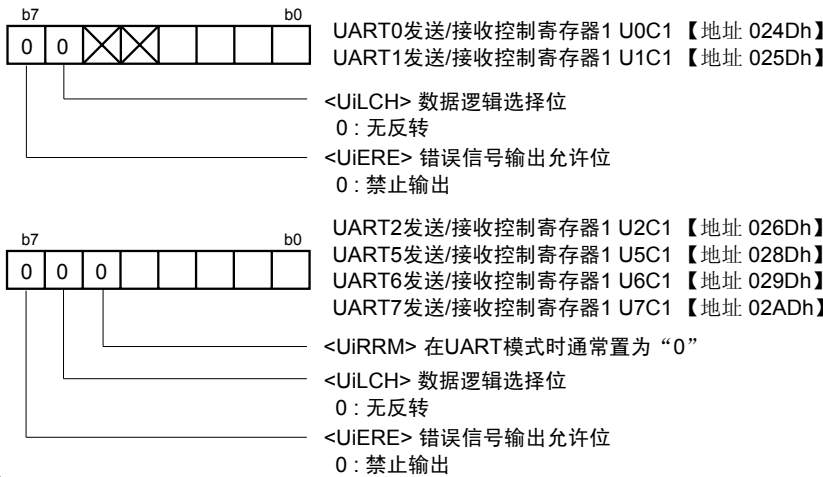 b7 b0
0 0
UART0发送/接收控制寄存器1 U0C1 【地址 024Dh】
UART1发送/接收控制寄存器1 U1C1 【地址 025Dh】
<UiLCH> 数据逻辑选择位
0 : 无反转
<UiERE> 错误信号输出允许位
0 : 禁止输出
UART2发送/接收控制寄存器1 U2C1 【地址 026Dh】
b7 b0
UART5发送/接收控制寄存器1 U5C1 【地址 028Dh】
0 0 0
UART6发送/接收控制寄存器1 U6C1 【地址 029Dh】
UART7发送/接收控制寄存器1 U7C1 【地址 02ADh】
<UiRRM> 在UART模式时通常置为“0”
<UiLCH> 数据逻辑选择位
0 : 无反转
<UiERE> 错误信号输出允许位
0 : 禁止输出